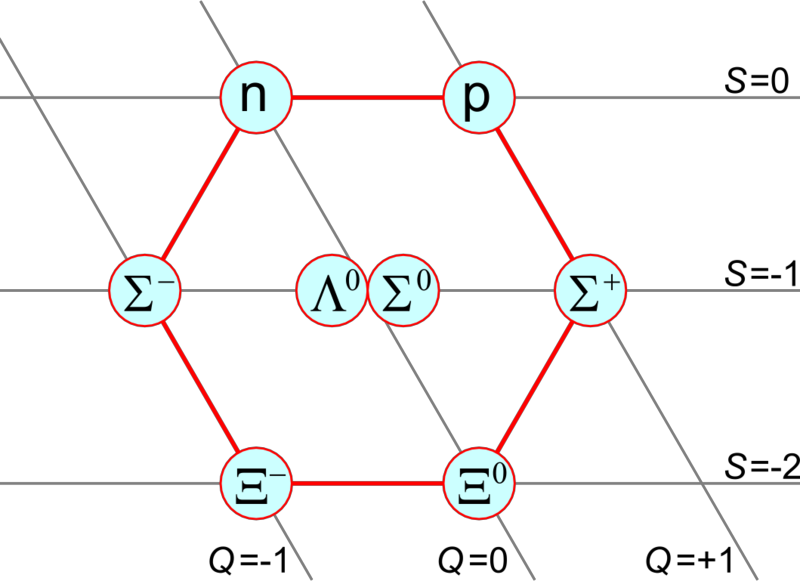 n p S=0
Σ⁻ Λ⁰ Σ⁰ Σ⁺ S=-1
Ξ⁻ Ξ⁰ S=-2
Q=-1 Q=0 Q=+1